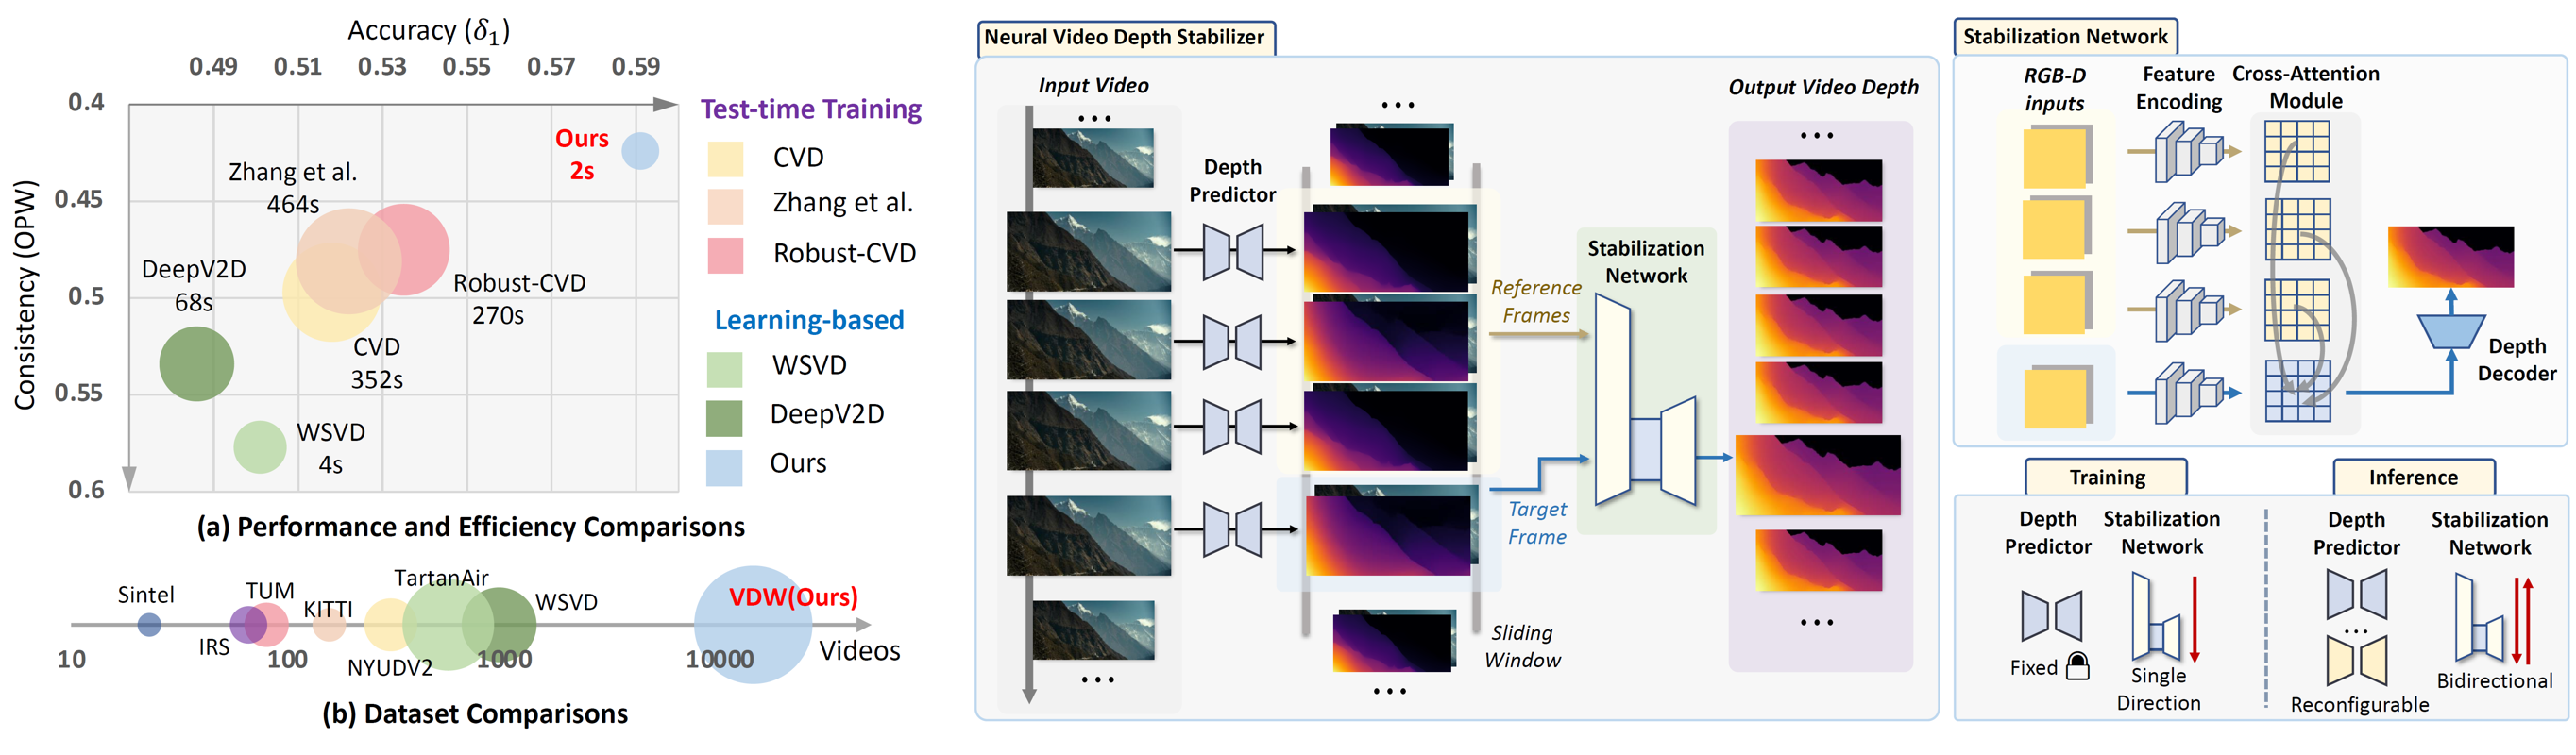 Accuracy (δ₁)
0.49 0.51 0.53 0.55 0.57 0.59
Consistency (OPW)
0.4
0.45
0.5
0.55
0.6
Ours
2s
Zhang et al.
464s
DeepV2D
68s
Robust-CVD
270s
CVD
352s
WSVD
4s
Test-time Training
CVD
Zhang et al.
Robust-CVD
Learning-based
WSVD
DeepV2D
Ours
(a) Performance and Efficiency Comparisons
Sintel
IRS
TUM
KITTI
NYUDV2
TartanAir
WSVD
VDW(Ours)
10 100 1000 10000
Videos
(b) Dataset Comparisons
Neural Video Depth Stabilizer
Input Video
...
...
Depth
Predictor
...
...
Reference
Frames
Target
Frame
Sliding
Window
Stabilization
Network
Output Video Depth
...
...
Stabilization Network
RGB-D
inputs
Feature
Encoding
Cross-Attention
Module
Depth
Decoder
Training
Depth
Predictor
Fixed
Stabilization
Network
Single
Direction
Inference
Depth
Predictor
...
Reconfigurable
Stabilization
Network
Bidirectional